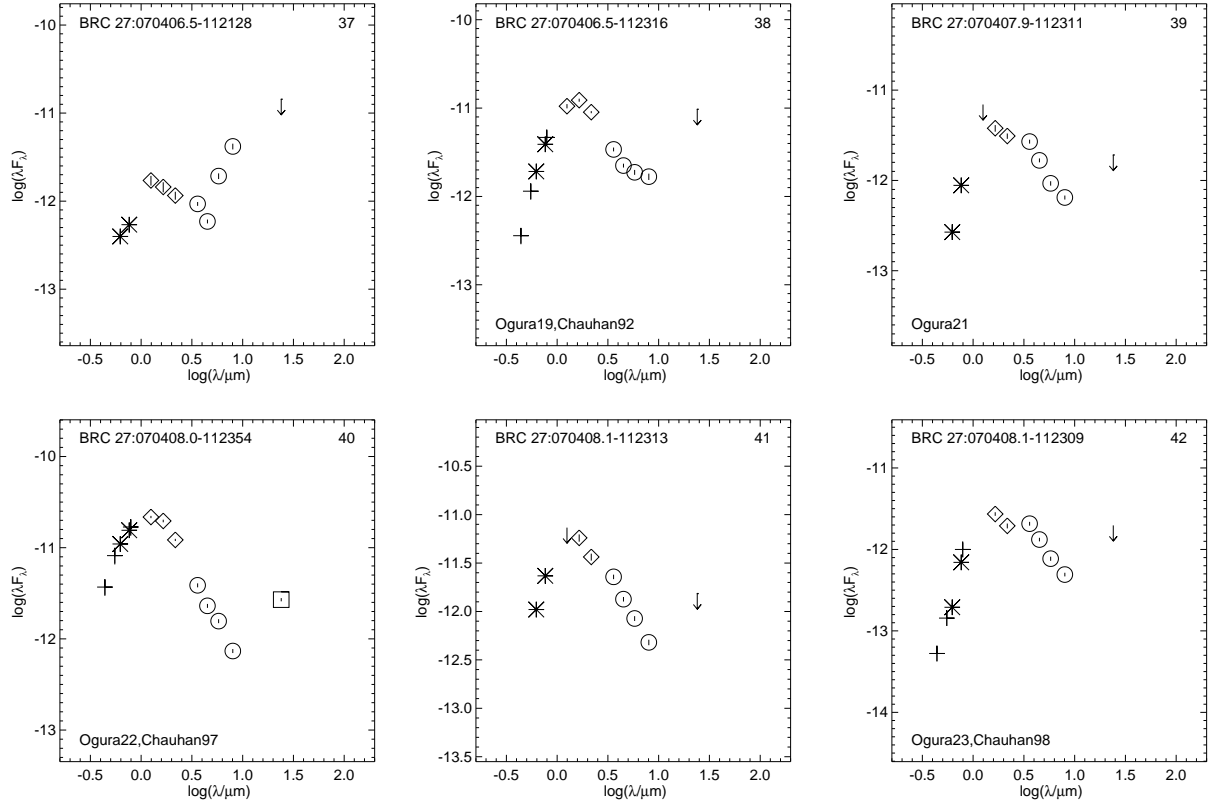 BRC 27:070406.5-112128 37
-10
-11
-12
-13
log(λFλ)
-0.5 0.0 0.5 1.0 1.5 2.0
log(λ/μm)
BRC 27:070406.5-112316 38
-10
-11
-12
-13
log(λFλ)
Ogura19,Chauhan92
-0.5 0.0 0.5 1.0 1.5 2.0
log(λ/μm)
BRC 27:070407.9-112311 39
-11
-12
-13
log(λFλ)
Ogura21
-0.5 0.0 0.5 1.0 1.5 2.0
log(λ/μm)
BRC 27:070408.0-112354 40
-10
-11
-12
-13
log(λFλ)
Ogura22,Chauhan97
-0.5 0.0 0.5 1.0 1.5 2.0
log(λ/μm)
BRC 27:070408.1-112313 41
-10.5
-11.0
-11.5
-12.0
-12.5
-13.0
-13.5
log(λFλ)
-0.5 0.0 0.5 1.0 1.5 2.0
log(λ/μm)
BRC 27:070408.1-112309 42
-11
-12
-13
-14
log(λFλ)
Ogura23,Chauhan98
-0.5 0.0 0.5 1.0 1.5 2.0
log(λ/μm)